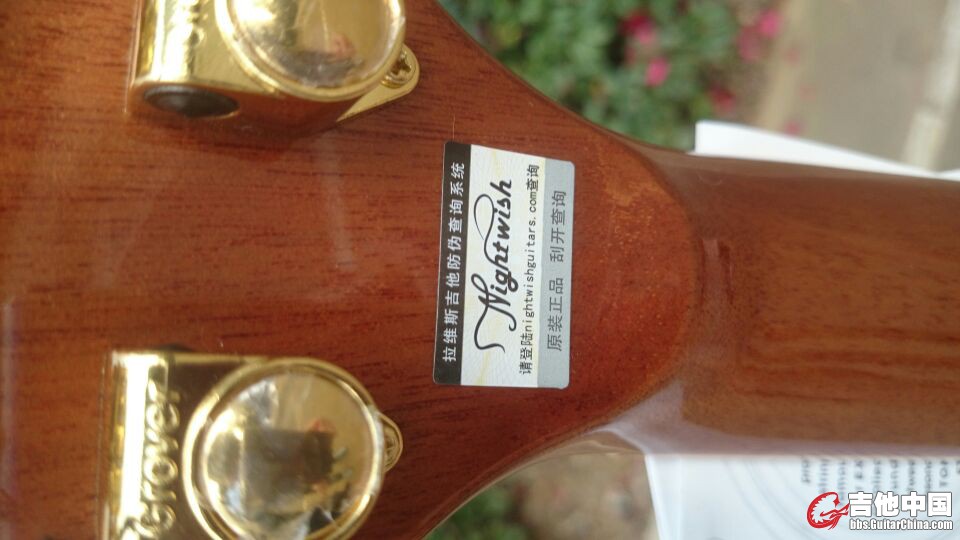 拉维斯吉他防伪查询系统
Nightwish
请登陆nightwishguitars.com查询
原装正品 刮开查询
Grover
吉他中国
bbs.GuitarChina.com